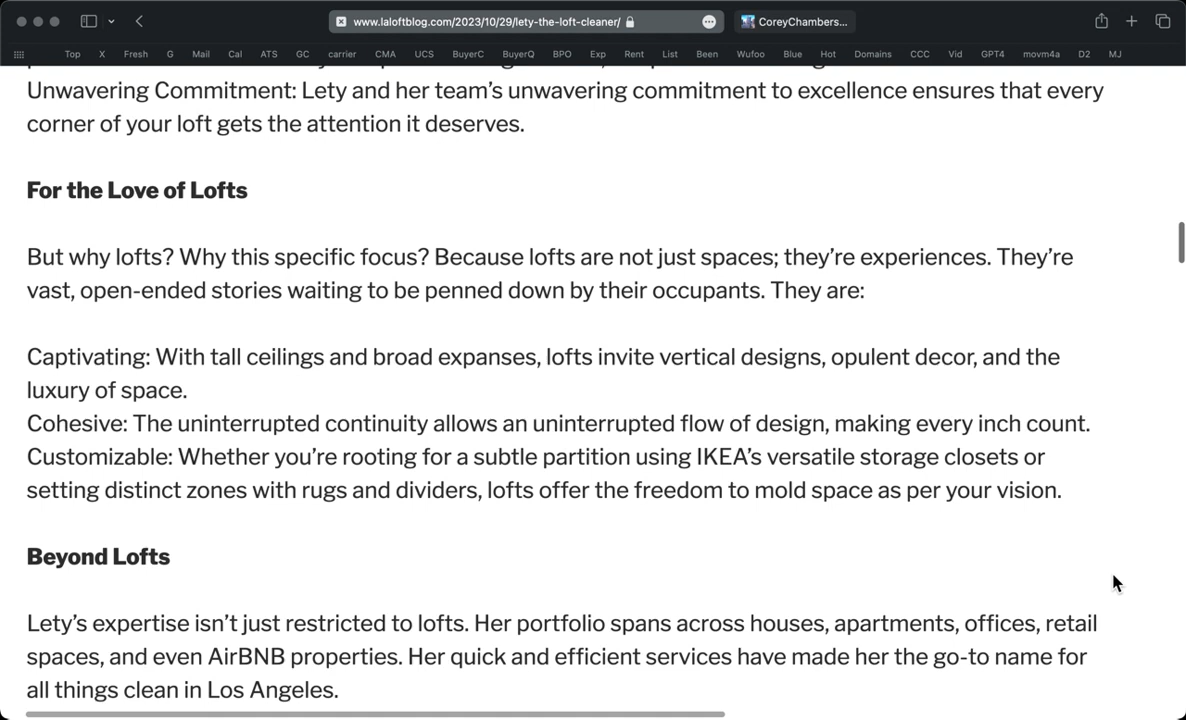 www.laloftblog.com/2023/10/29/lety-the-loft-cleaner/
CoreyChambers...
Top X Fresh G Mail Cal ATS GC carrier CMA UCS BuyerC BuyerQ BPO Exp Rent List Been Wufoo Blue Hot Domains CCC Vid GPT4 movm4a D2 MJ
Unwavering Commitment: Lety and her team’s unwavering commitment to excellence ensures that every
corner of your loft gets the attention it deserves.
For the Love of Lofts
But why lofts? Why this specific focus? Because lofts are not just spaces; they’re experiences. They’re
vast, open-ended stories waiting to be penned down by their occupants. They are:
Captivating: With tall ceilings and broad expanses, lofts invite vertical designs, opulent decor, and the
luxury of space.
Cohesive: The uninterrupted continuity allows an uninterrupted flow of design, making every inch count.
Customizable: Whether you’re rooting for a subtle partition using IKEA’s versatile storage closets or
setting distinct zones with rugs and dividers, lofts offer the freedom to mold space as per your vision.
Beyond Lofts
Lety’s expertise isn’t just restricted to lofts. Her portfolio spans across houses, apartments, offices, retail
spaces, and even AirBNB properties. Her quick and efficient services have made her the go-to name for
all things clean in Los Angeles.